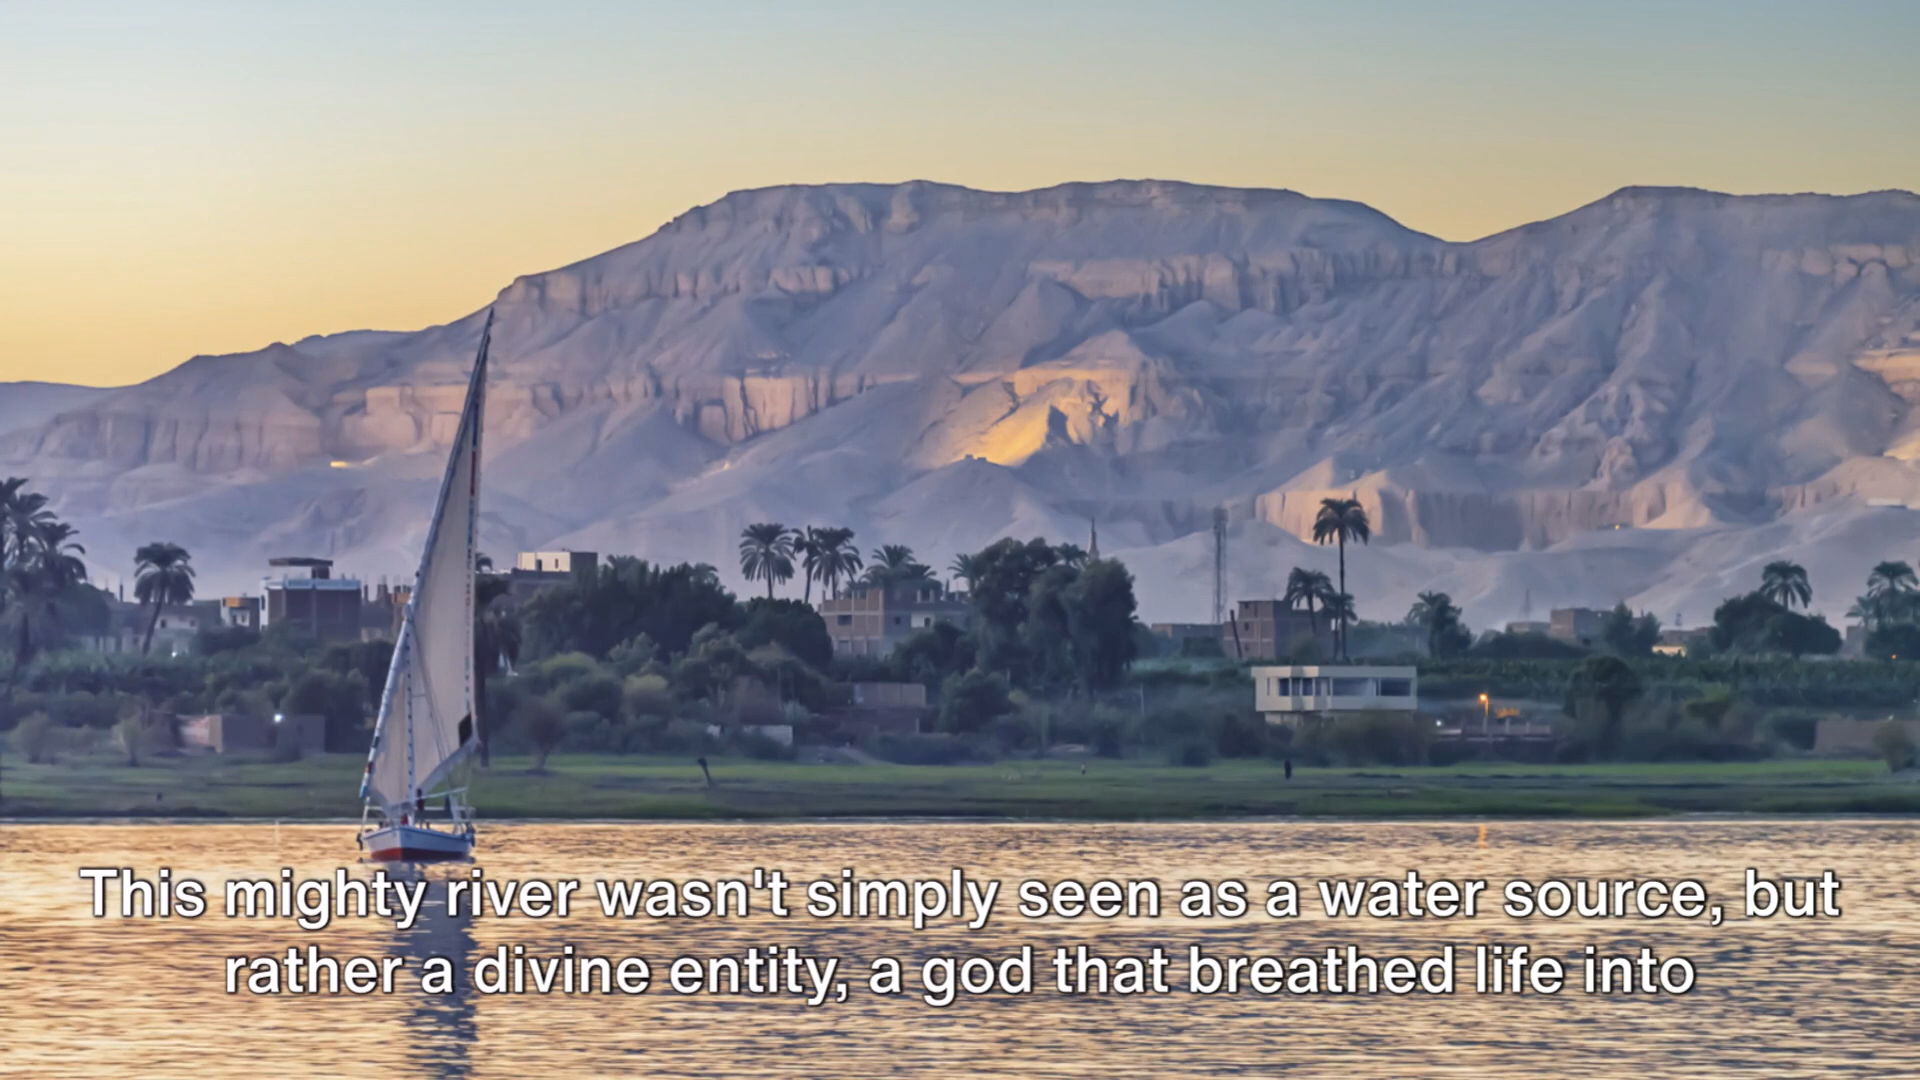 This mighty river wasn't simply seen as a water source, but
rather a divine entity, a god that breathed life into